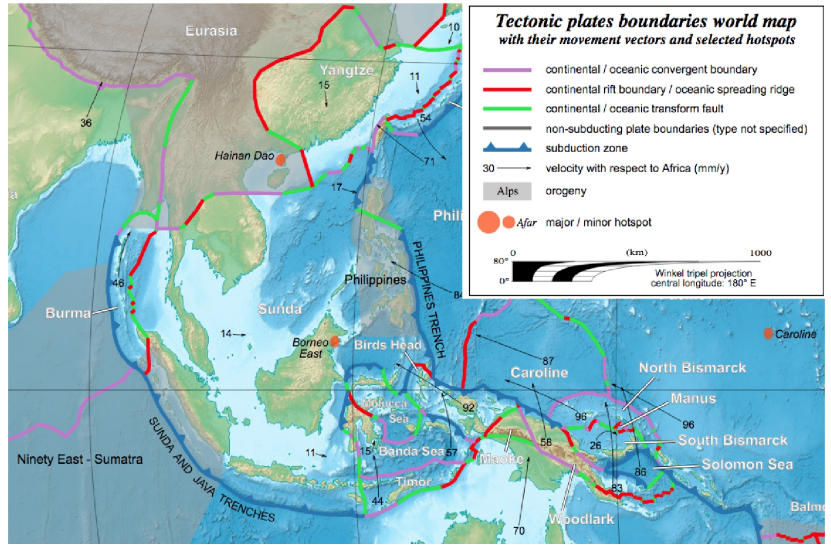 Tectonic plates boundaries world map
with their movement vectors and selected hotspots
continental / oceanic convergent boundary
continental rift boundary / oceanic spreading ridge
continental / oceanic transform fault
non-subducting plate boundaries (type not specified)
subduction zone
30 velocity with respect to Africa (mm/y)
Alps orogeny
Afar major / minor hotspot
0 (km) 1000
80°
0°
Winkel tripel projection
central longitude: 180° E
Eurasia
10
Yangtze
11
15
54
36
Hainan Dao
71
17
a
Phili
PHILIPPINES TRENCH
46
Philippines
84
Burma
Sunda
14
Borneo
East
Birds Head
Caroline
87
Caroline
North Bismarck
Manus
92
96
96
Molucca
Sea
South Bismarck
58
26
Ninety East - Sumatra
SUNDA AND JAVA TRENCHES
11
15
Banda Sea
57
Maoke
Solomon Sea
86
Timor
83
44
Woodlark
70
Balmo